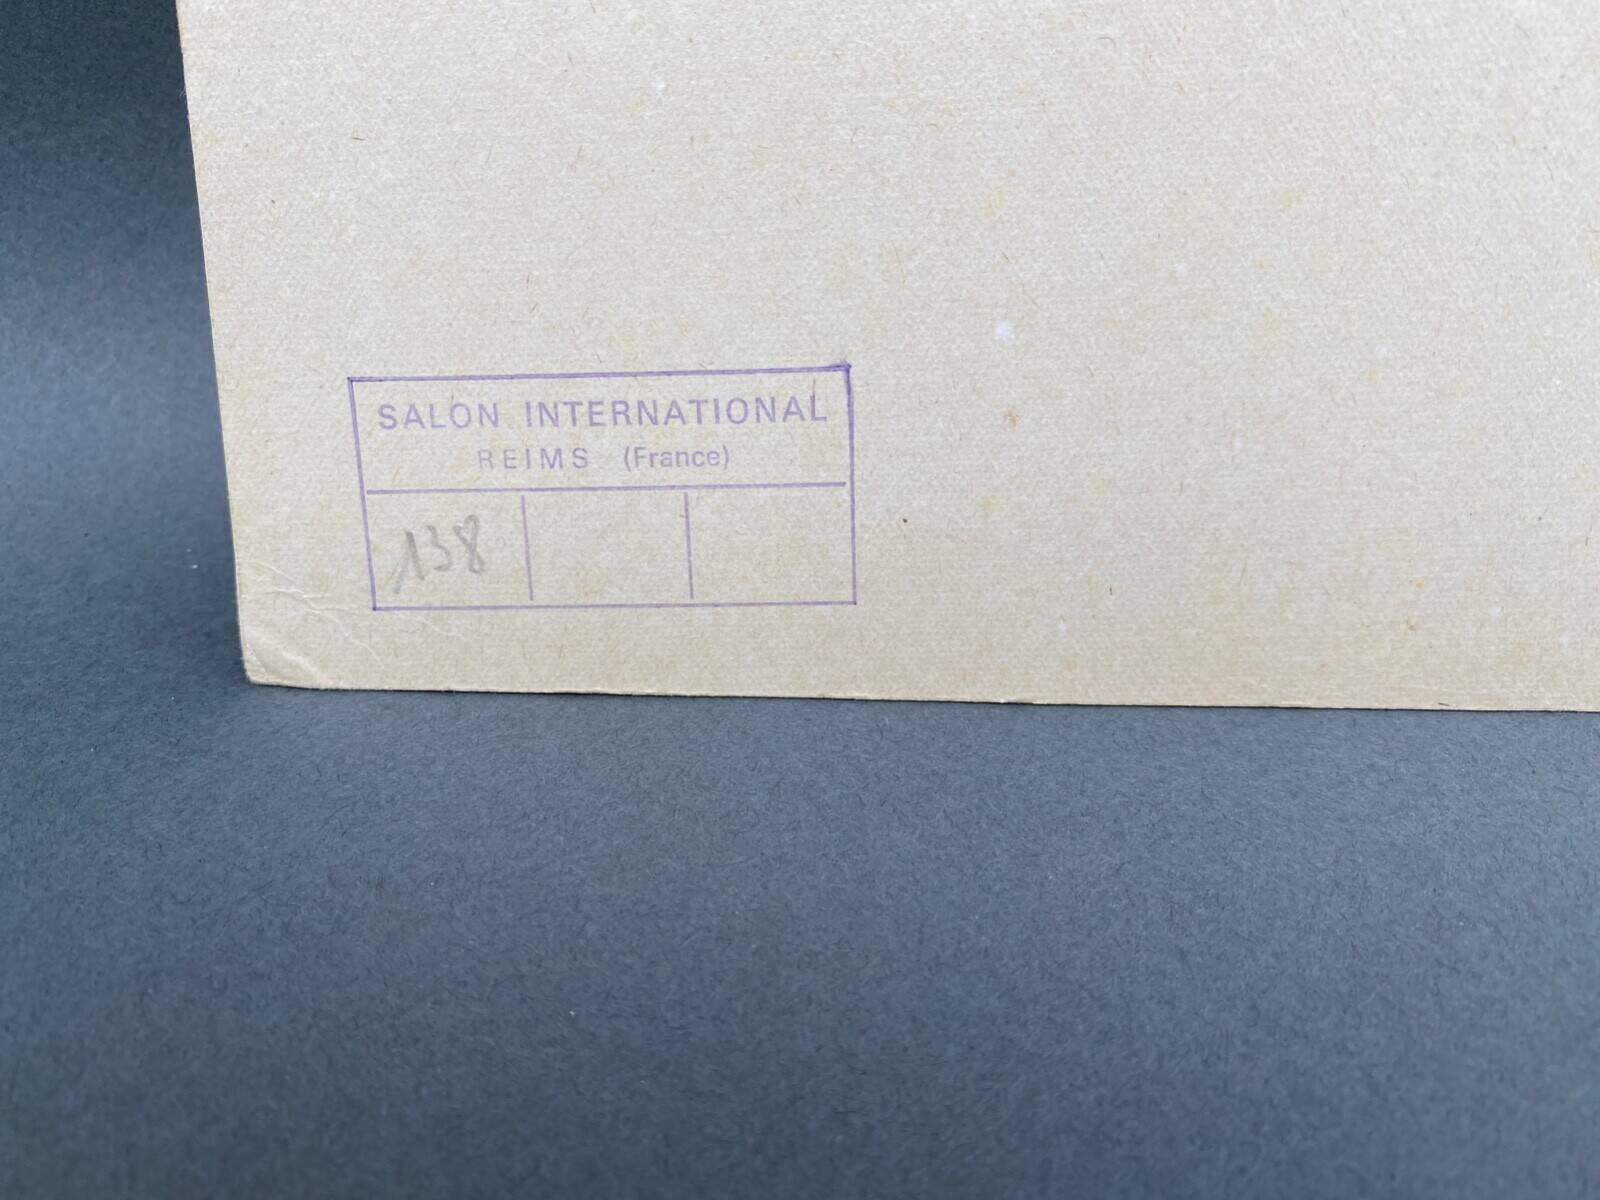 SALON INTERNATIONAL
REIMS (France)
138